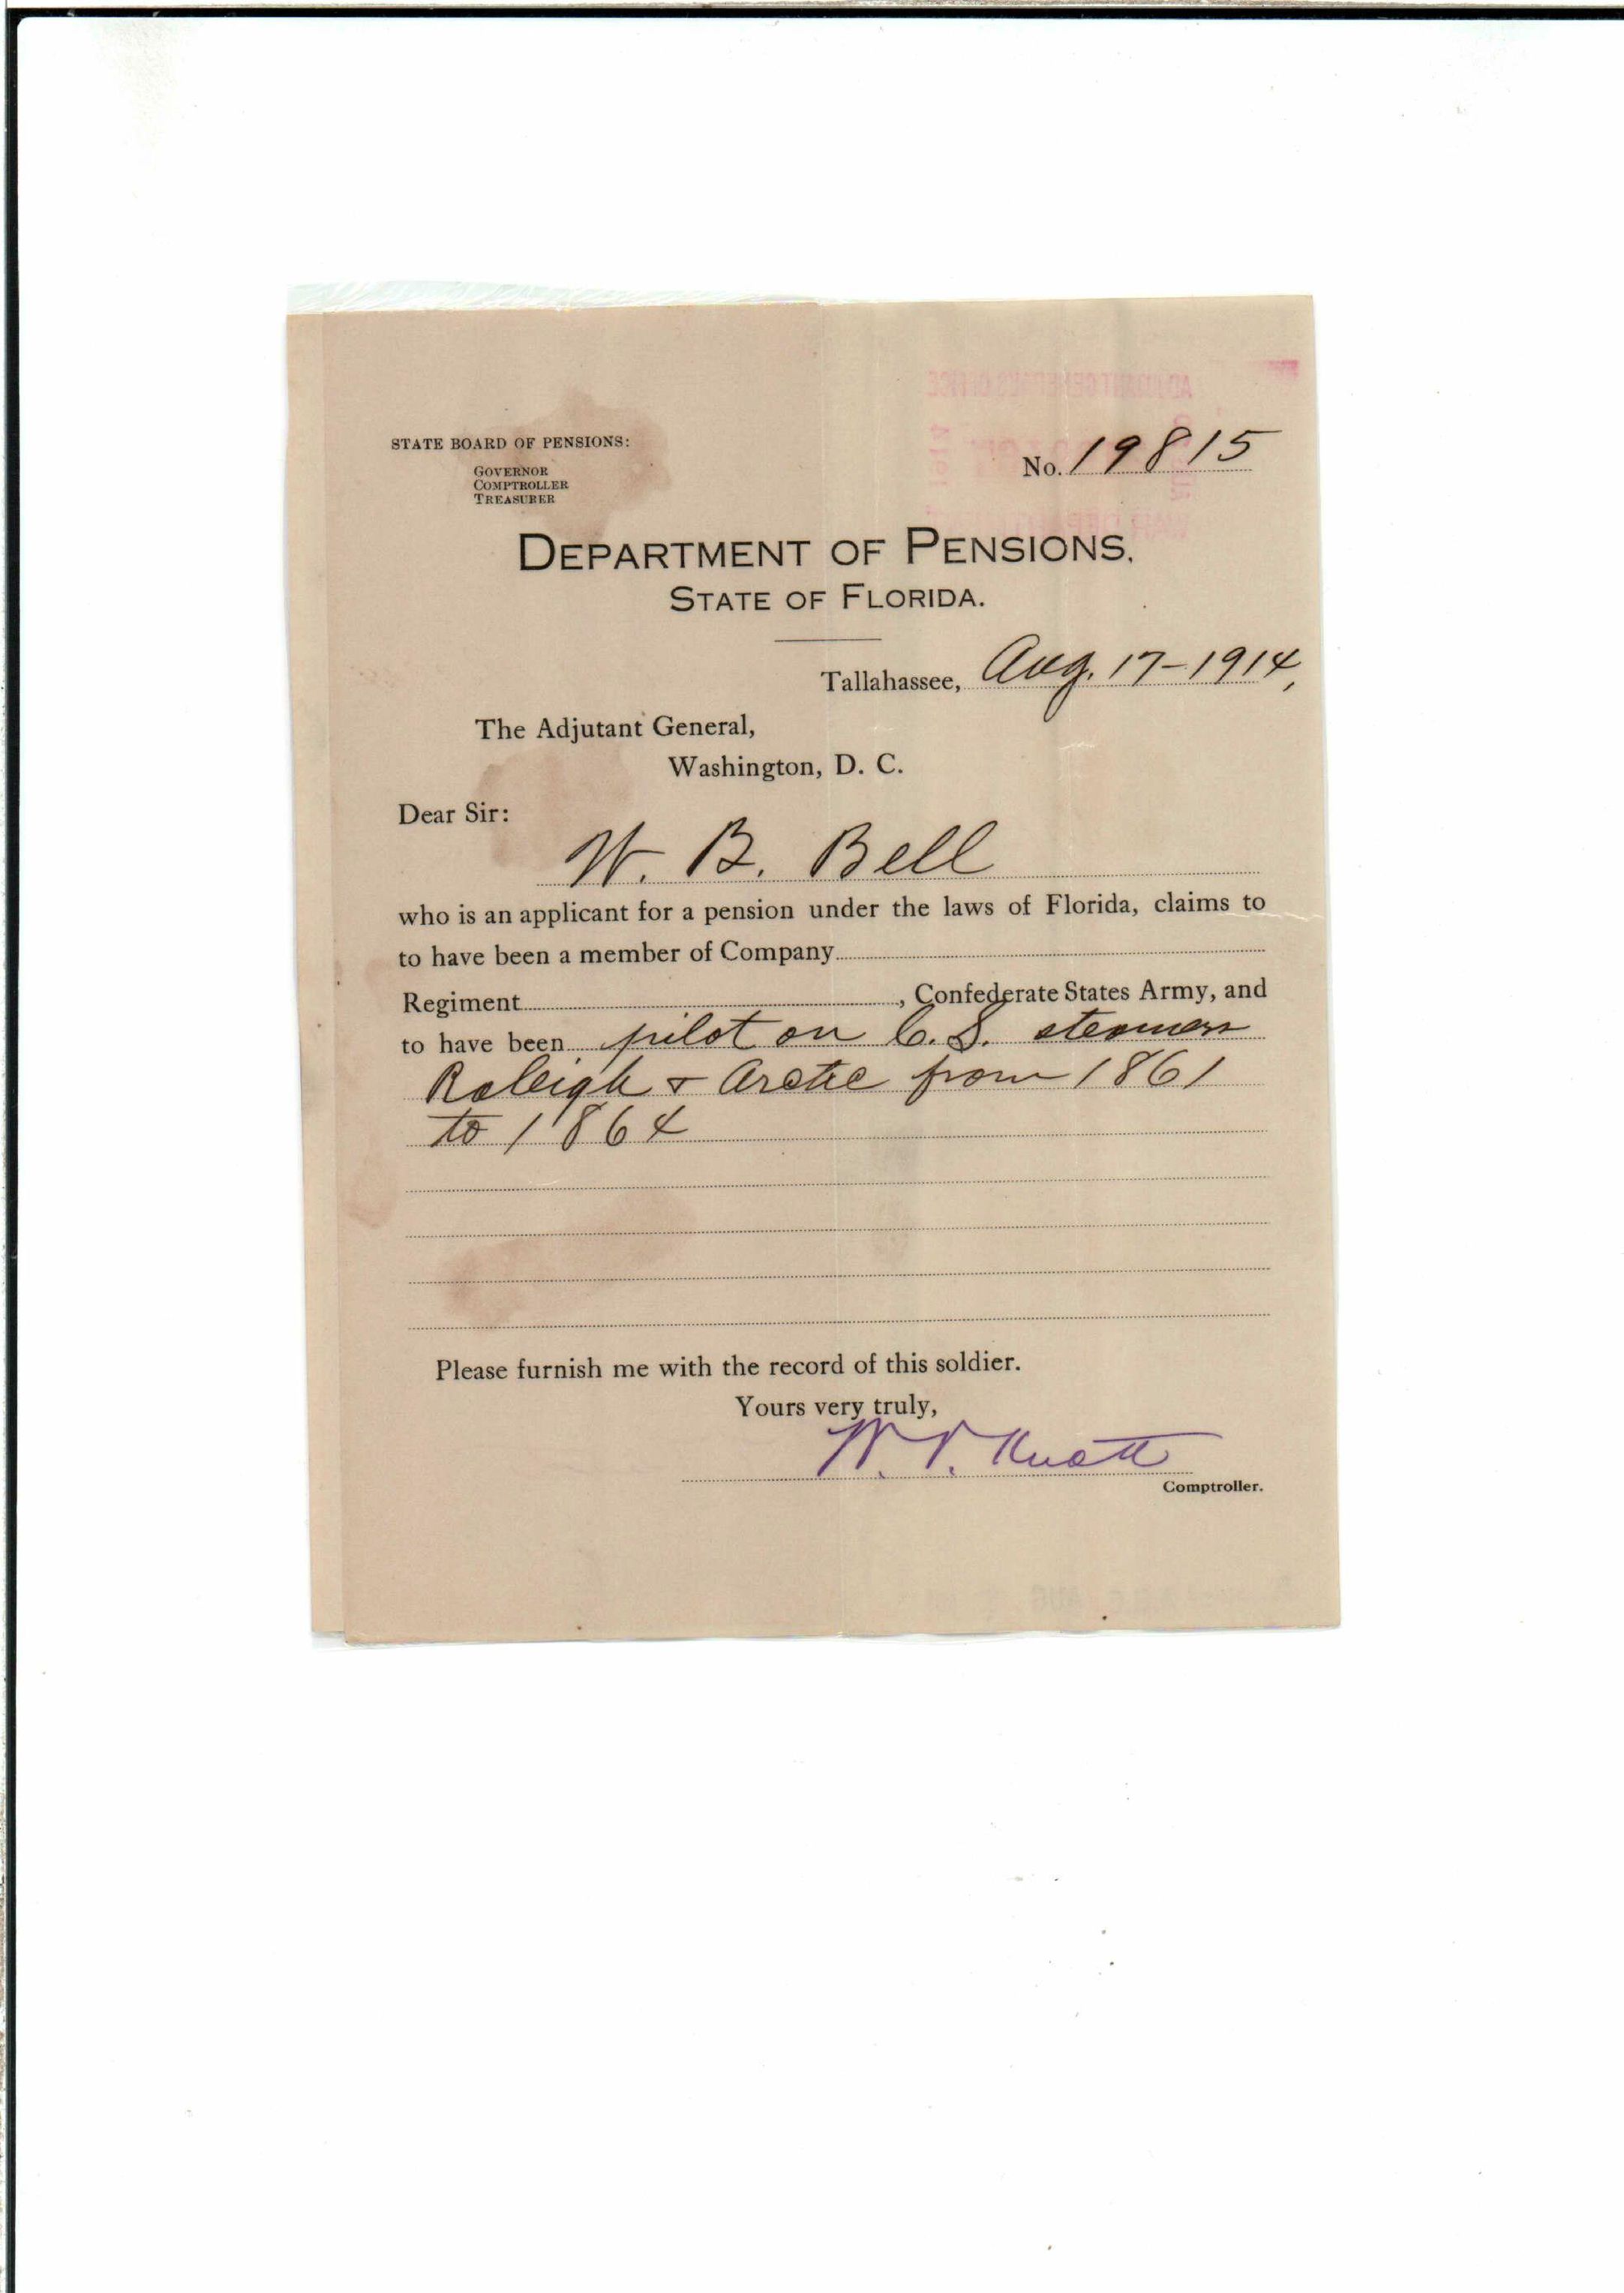 STATE BOARD OF PENSIONS:
GOVERNOR
COMPTROLLER
TREASURER
No. 19815
DEPARTMENT OF PENSIONS.
STATE OF FLORIDA.
Tallahassee, Aug. 17-1914,
The Adjutant General,
Washington, D. C.
Dear Sir:
W. B. Bell
who is an applicant for a pension under the laws of Florida, claims to
to have been a member of Company
Regiment , Confederate States Army, and
to have been pilot on C.S. steamers
Raleigh & Arctic from 1861
to 1864
Please furnish me with the record of this soldier.
Yours very truly,
W. V. Knott
Comptroller.